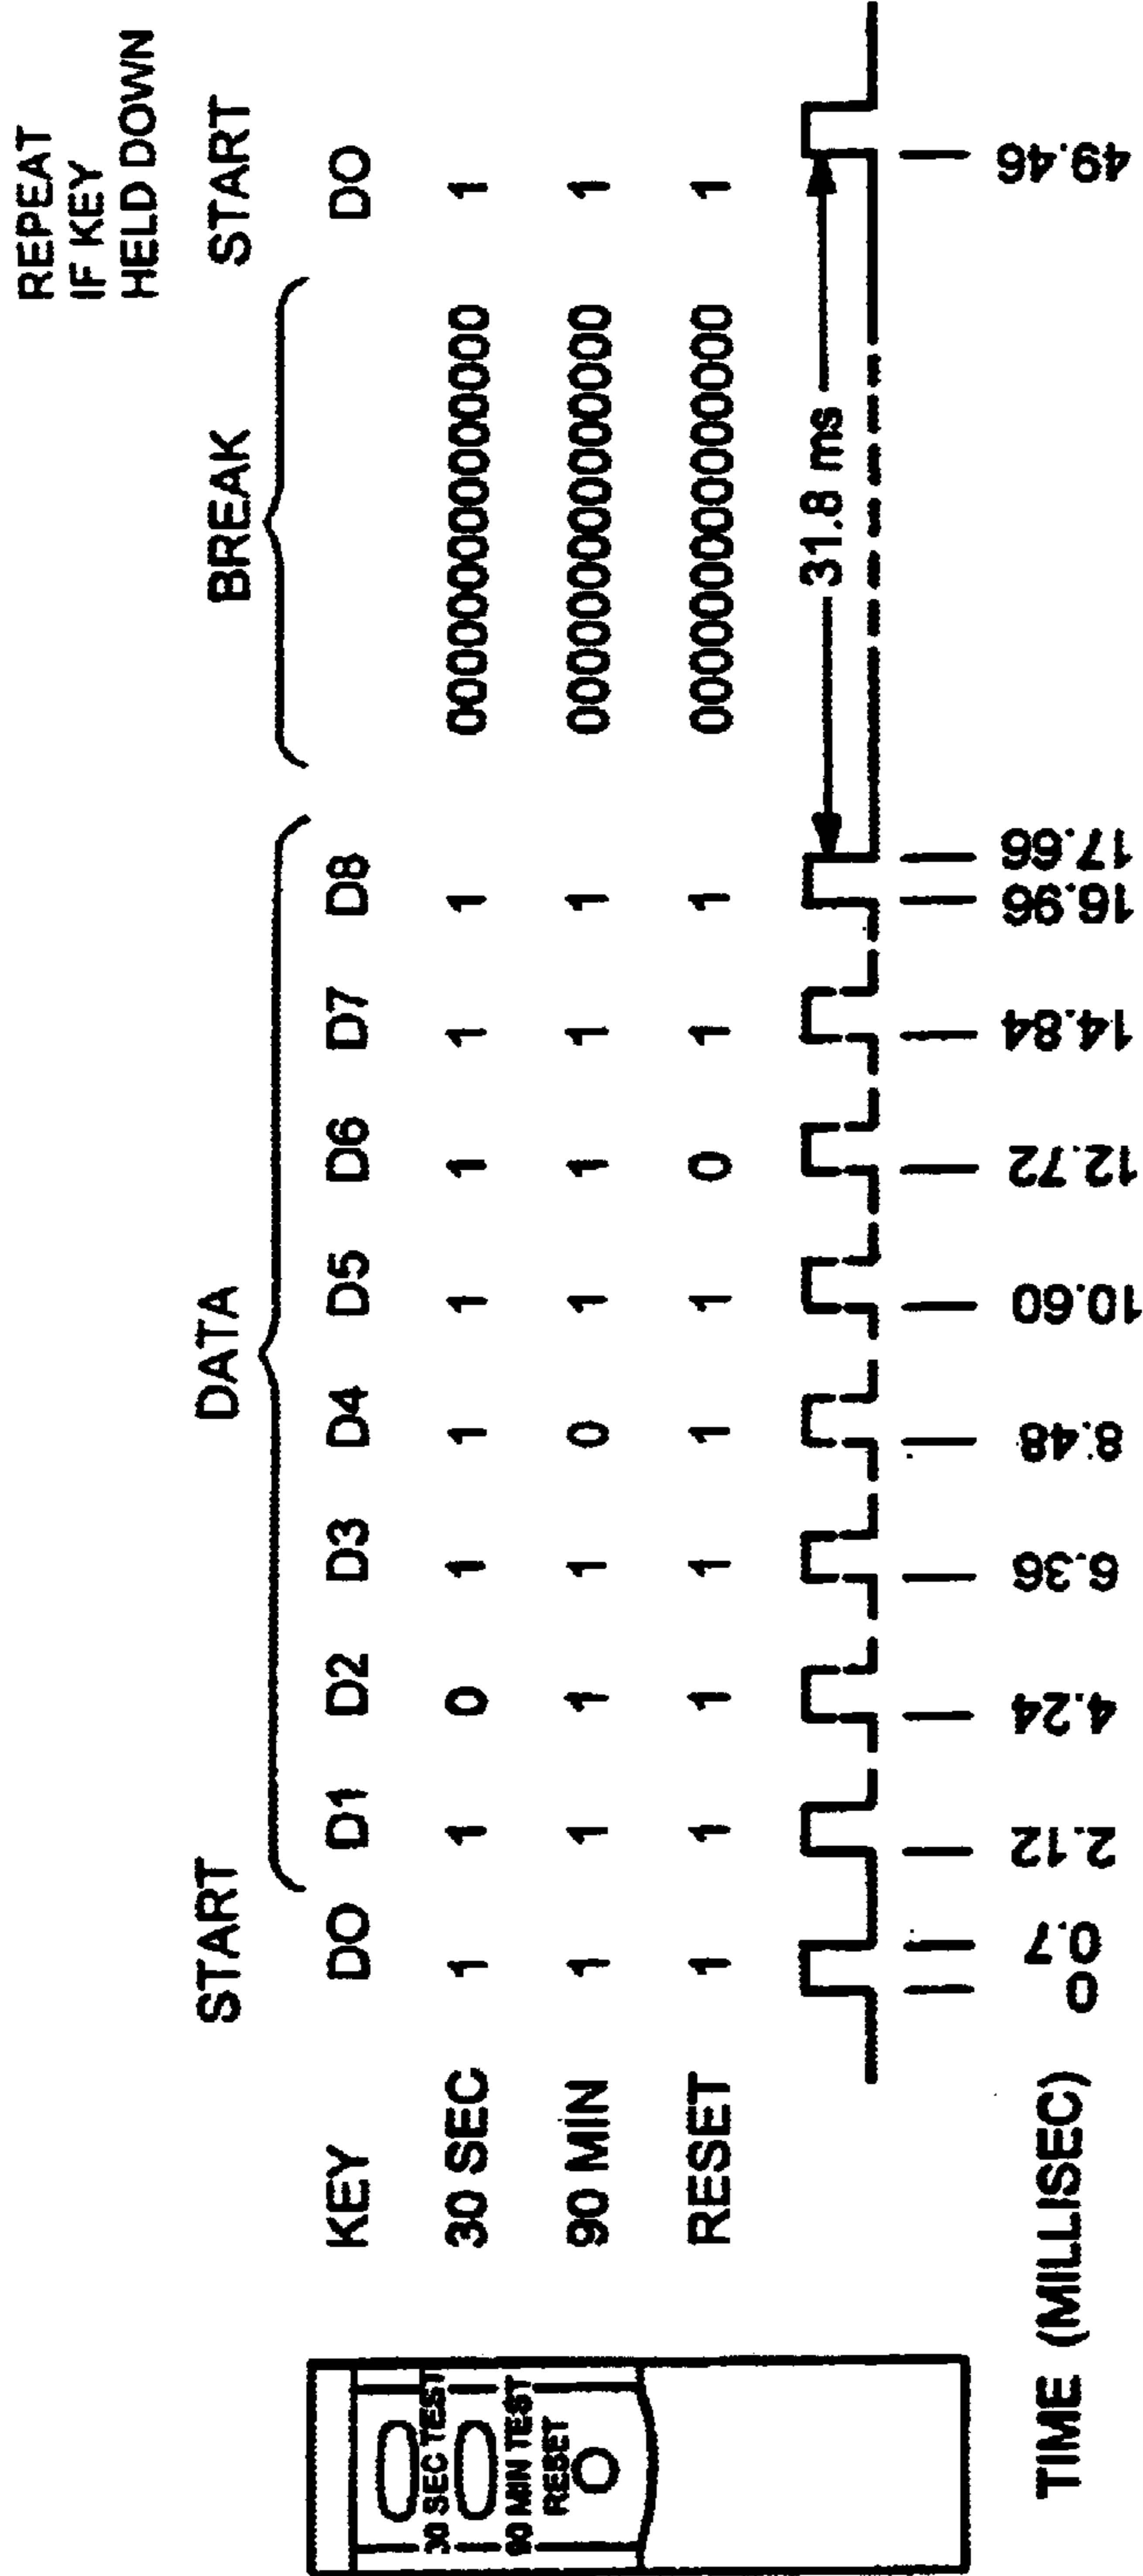 REPEAT
IF KEY
HELD DOWN
START DATA BREAK START
KEY DO D1 D2 D3 D4 D5 D6 D7 D8 DO
30 SEC 1 1 0 1 1 1 1 1 1 000000000000000 1
90 MIN 1 1 1 1 0 1 1 1 1 000000000000000 1
RESET 1 1 1 1 1 1 0 1 1 000000000000000 1
30 SEC TEST
90 MIN TEST
RESET
31.8 ms
TIME (MILLISEC) 0 0.7 2.12 4.24 6.36 8.48 10.60 12.72 14.84 16.96 17.66 49.46